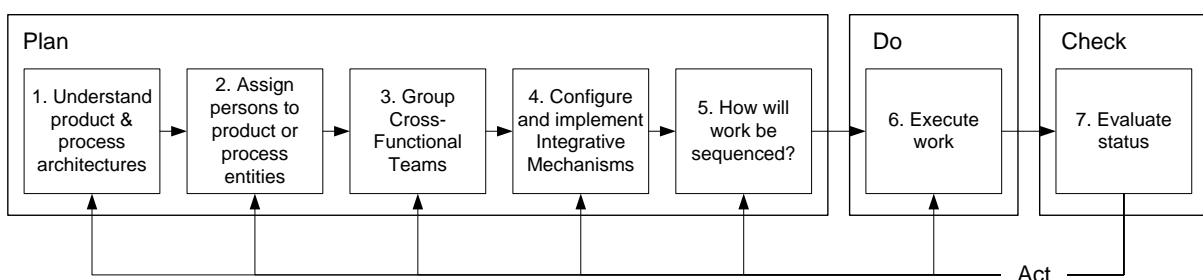 Plan
1. Understand
product &
process
architectures
2. Assign
persons to
product or
process
entities
3. Group
Cross-
Functional
Teams
4. Configure
and implement
Integrative
Mechanisms
5. How will
work be
sequenced?
Do
6. Execute
work
Check
7. Evaluate
status
Act